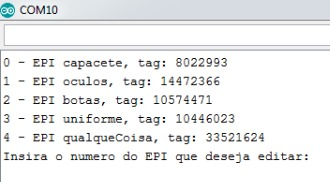 COM10
0 - EPI capacete, tag: 8022993
1 - EPI oculos, tag: 14472366
2 - EPI botas, tag: 10574471
3 - EPI uniforme, tag: 10446023
4 - EPI qualqueCoisa, tag: 33521624
Insira o numero do EPI que deseja editar: